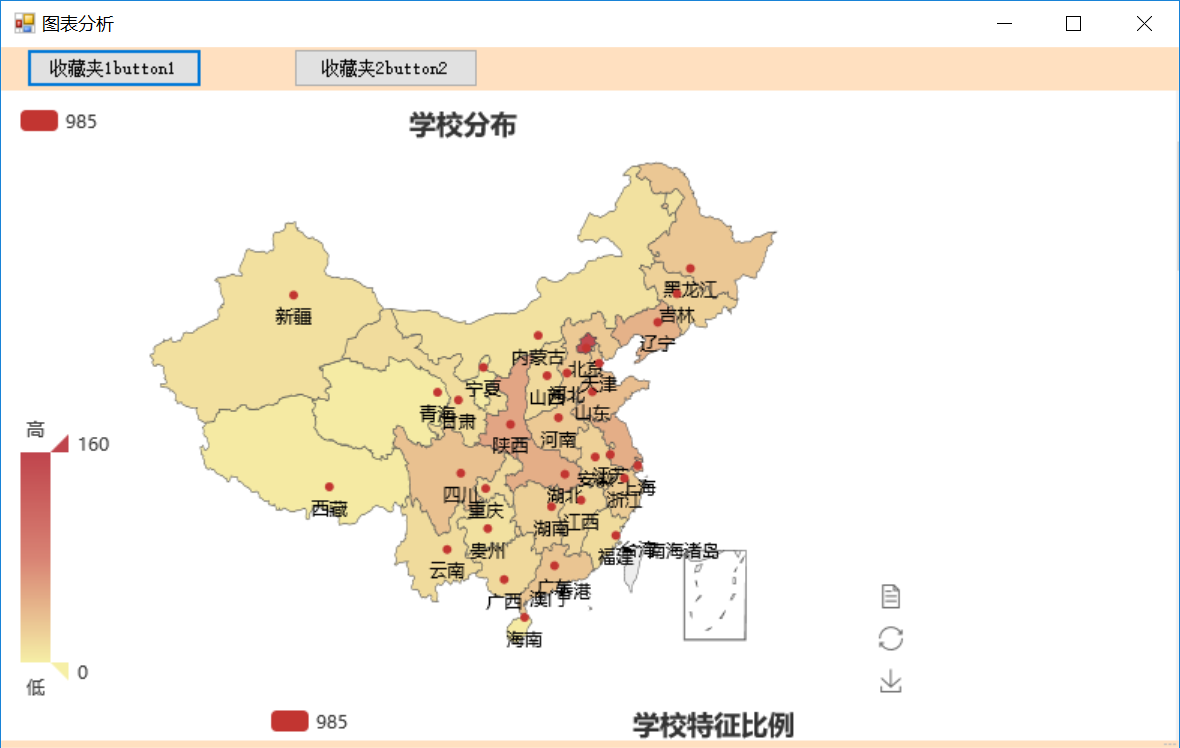 图表分析
收藏夹1button1
收藏夹2button2
985
学校分布
黑龙江
吉林
新疆
辽宁
内蒙古
北京
天津
宁夏
山西
河北
青海
甘肃
山东
陕西
河南
高
160
四川
湖北
安徽
江苏
上海
浙江
西藏
重庆
湖南
江西
贵州
福建
台湾
南海诸岛
云南
广西
广东
香港
澳门
海南
0
低
985
学校特征比例